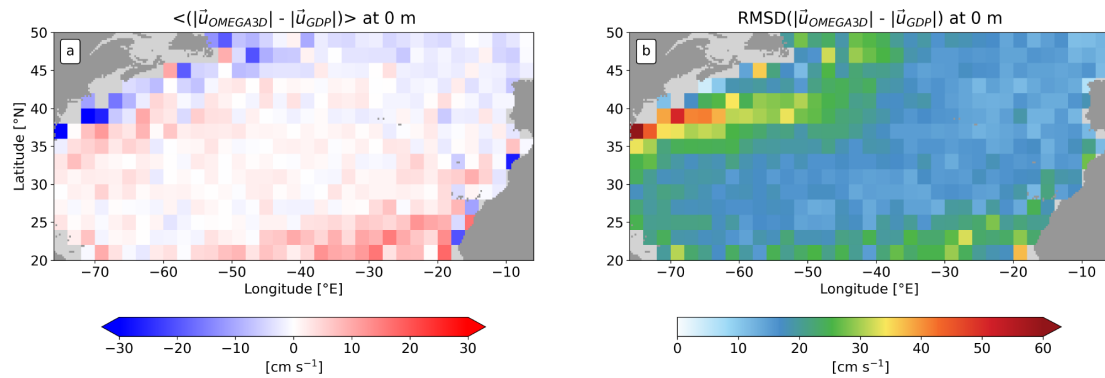 <(|u⃗OMEGA3D| - |u⃗GDP|)> at 0 m
a
50
45
40
35
30
25
20
Latitude [°N]
−70 −60 −50 −40 −30 −20 −10
Longitude [°E]
−30 −20 −10 0 10 20 30
[cm s⁻¹]
RMSD(|u⃗OMEGA3D| - |u⃗GDP|) at 0 m
b
50
45
40
35
30
25
20
−70 −60 −50 −40 −30 −20 −10
Longitude [°E]
0 10 20 30 40 50 60
[cm s⁻¹]